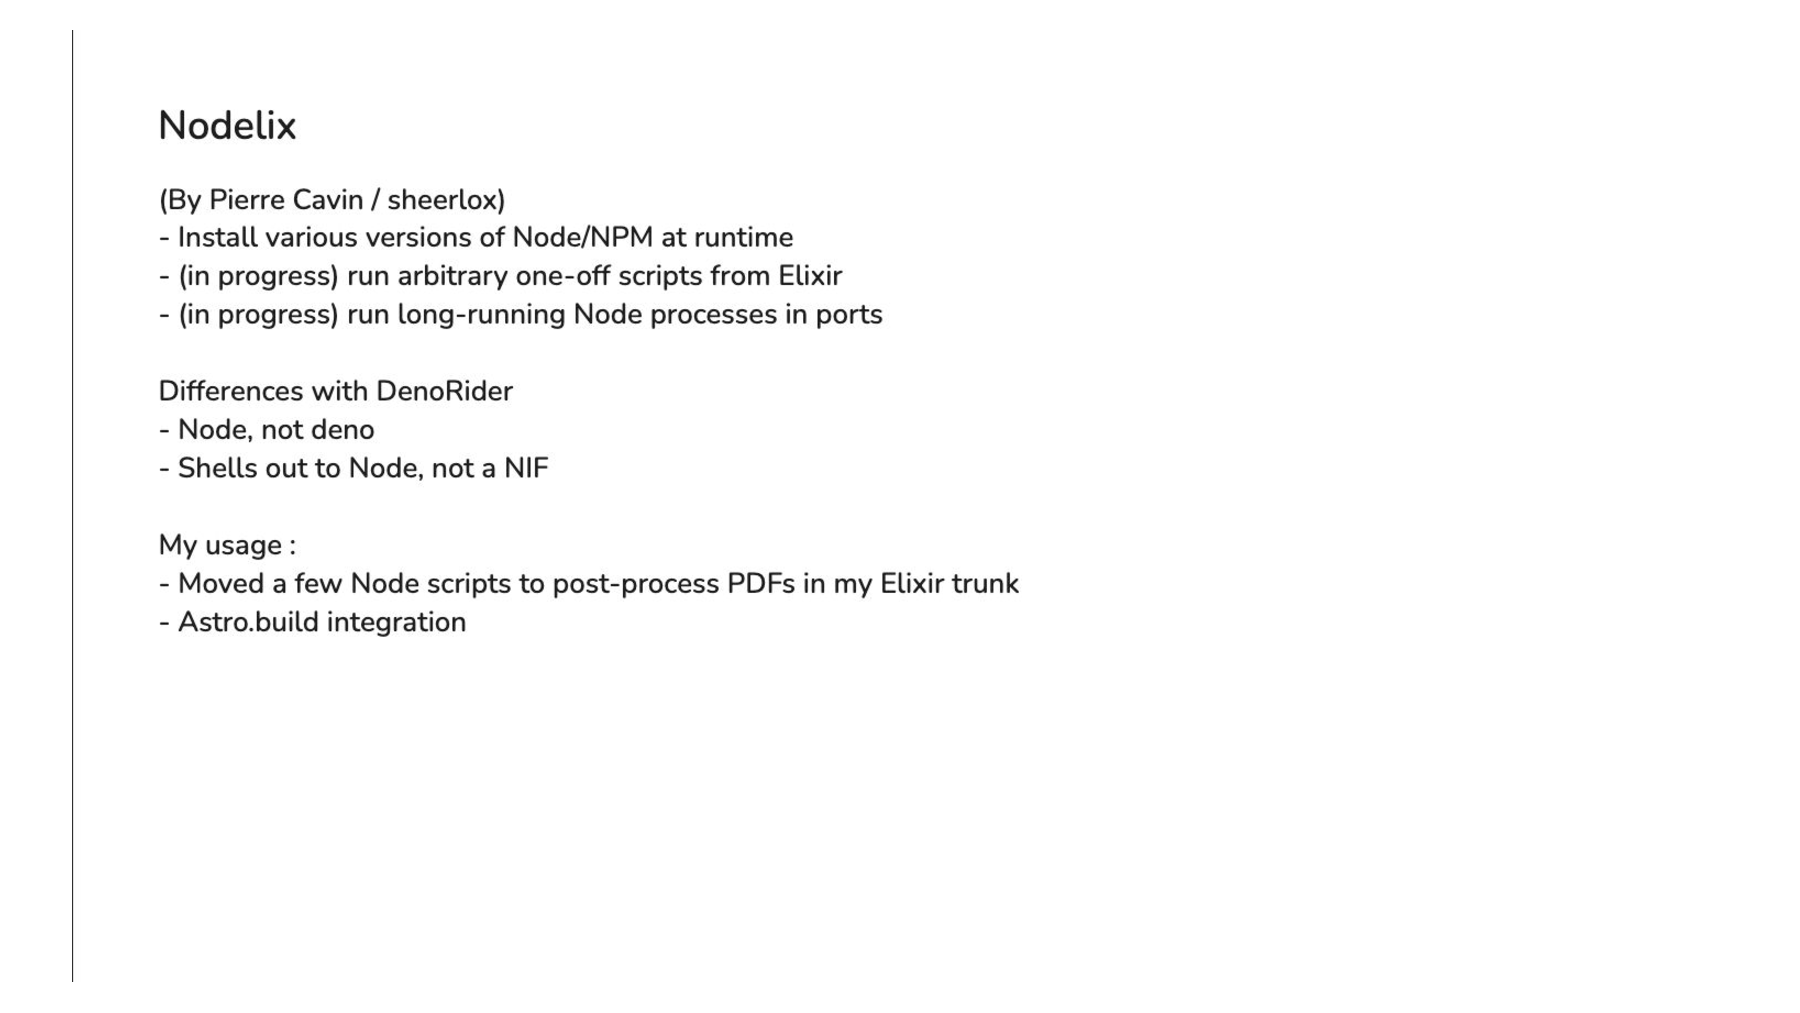 Nodelix
(By Pierre Cavin / sheerlox)
- Install various versions of Node/NPM at runtime
- (in progress) run arbitrary one-off scripts from Elixir
- (in progress) run long-running Node processes in ports
Differences with DenoRider
- Node, not deno
- Shells out to Node, not a NIF
My usage :
- Moved a few Node scripts to post-process PDFs in my Elixir trunk
- Astro.build integration